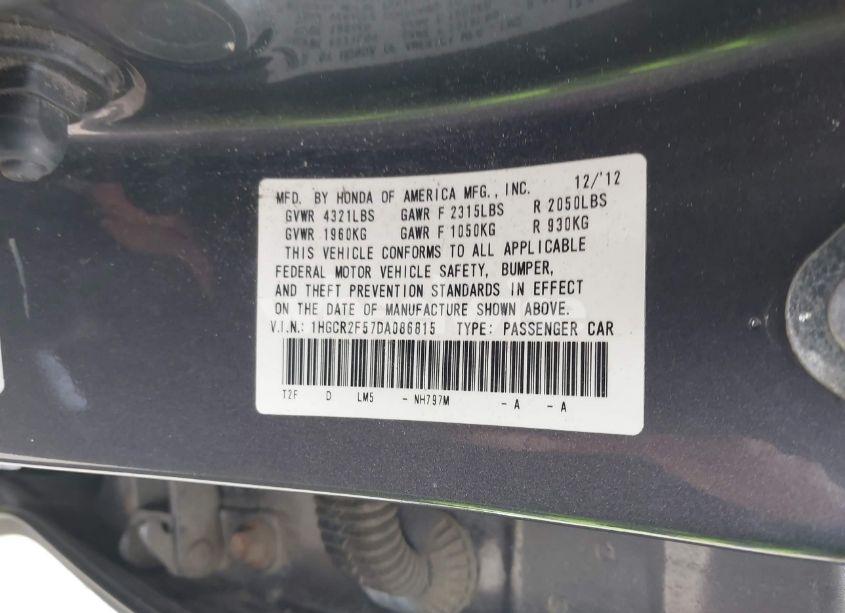 MFD. BY HONDA OF AMERICA MFG., INC. 12/'12
GVWR 4321LBS GAWR F 2315LBS R 2050LBS
GVWR 1960KG GAWR F 1050KG R 930KG
THIS VEHICLE CONFORMS TO ALL APPLICABLE
FEDERAL MOTOR VEHICLE SAFETY, BUMPER,
AND THEFT PREVENTION STANDARDS IN EFFECT
ON THE DATE OF MANUFACTURE SHOWN ABOVE.
V.I.N.: 1HGCR2F57DA086815 TYPE: PASSENGER CAR
T2F D LM5 - NH797M - A - A